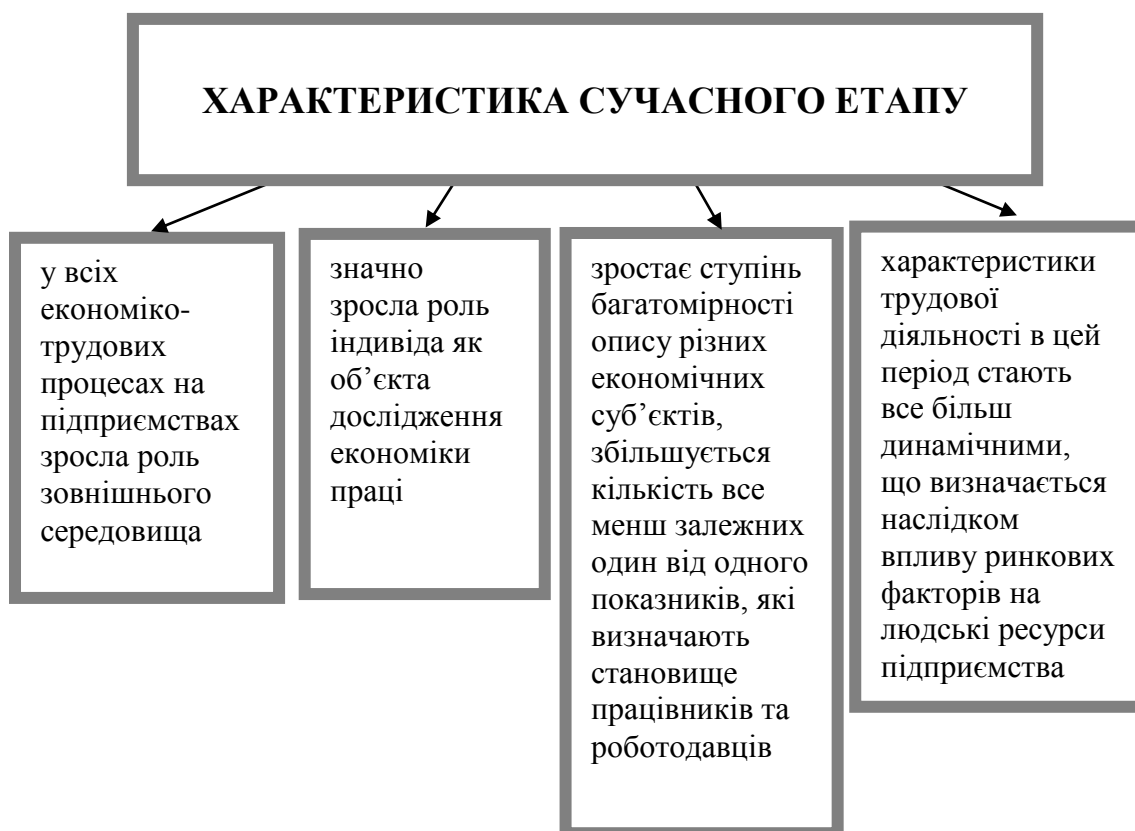 ХАРАКТЕРИСТИКА СУЧАСНОГО ЕТАПУ
у всіх
економіко-
трудових
процесах на
підприємствах
зросла роль
зовнішнього
середовища
значно
зросла роль
індивіда як
об’єкта
дослідження
економіки
праці
зростає ступінь
багатомірності
опису різних
економічних
суб’єктів,
збільшується
кількість все
менш залежних
один від одного
показників, які
визначають
становище
працівників та
роботодавців
характеристики
трудової
діяльності в цей
період стають
все більш
динамічними,
що визначається
наслідком
впливу ринкових
факторів на
людські ресурси
підприємства